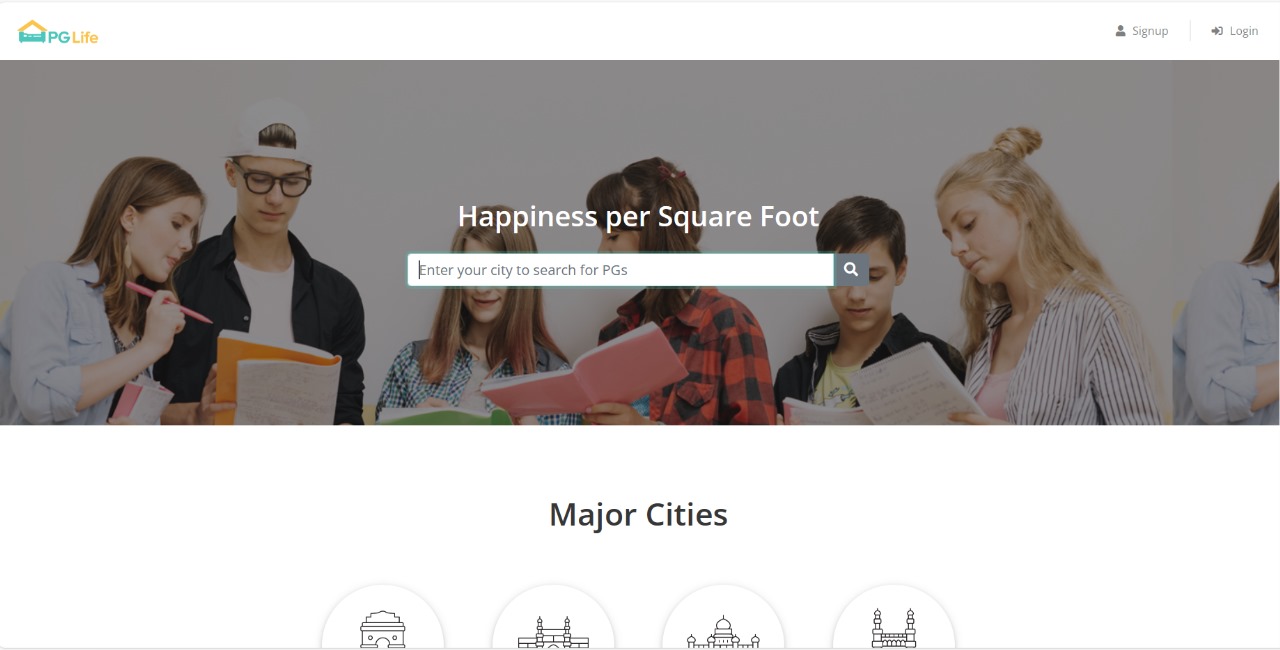 PG Life
Signup
Login
Happiness per Square Foot
Enter your city to search for PGs
Major Cities